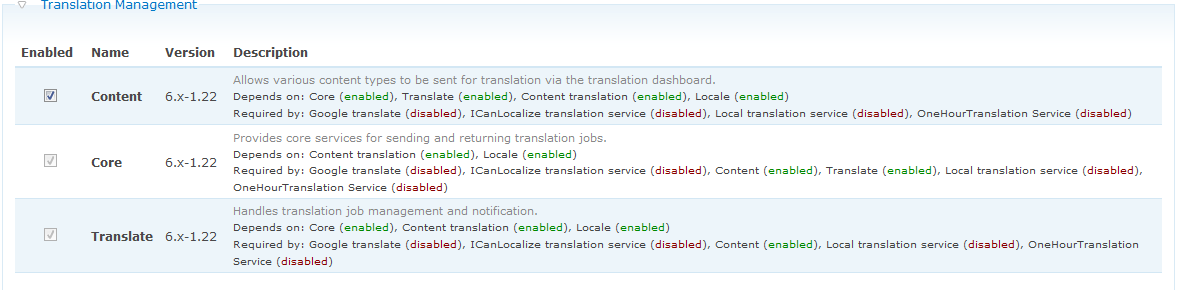 Translation Management
Enabled Name Version Description
Allows various content types to be sent for translation via the translation dashboard.
Content 6.x-1.22 Depends on: Core (enabled), Translate (enabled), Content translation (enabled), Locale (enabled)
Required by: Google translate (disabled), ICanLocalize translation service (disabled), Local translation service (disabled), OneHourTranslation Service (disabled)
Provides core services for sending and returning translation jobs.
Core 6.x-1.22 Depends on: Content translation (enabled), Locale (enabled)
Required by: Google translate (disabled), ICanLocalize translation service (disabled), Content (enabled), Translate (enabled), Local translation service (disabled),
OneHourTranslation Service (disabled)
Handles translation job management and notification.
Depends on: Core (enabled), Content translation (enabled), Locale (enabled)
Translate 6.x-1.22 Required by: Google translate (disabled), ICanLocalize translation service (disabled), Content (enabled), Local translation service (disabled), OneHourTranslation
Service (disabled)